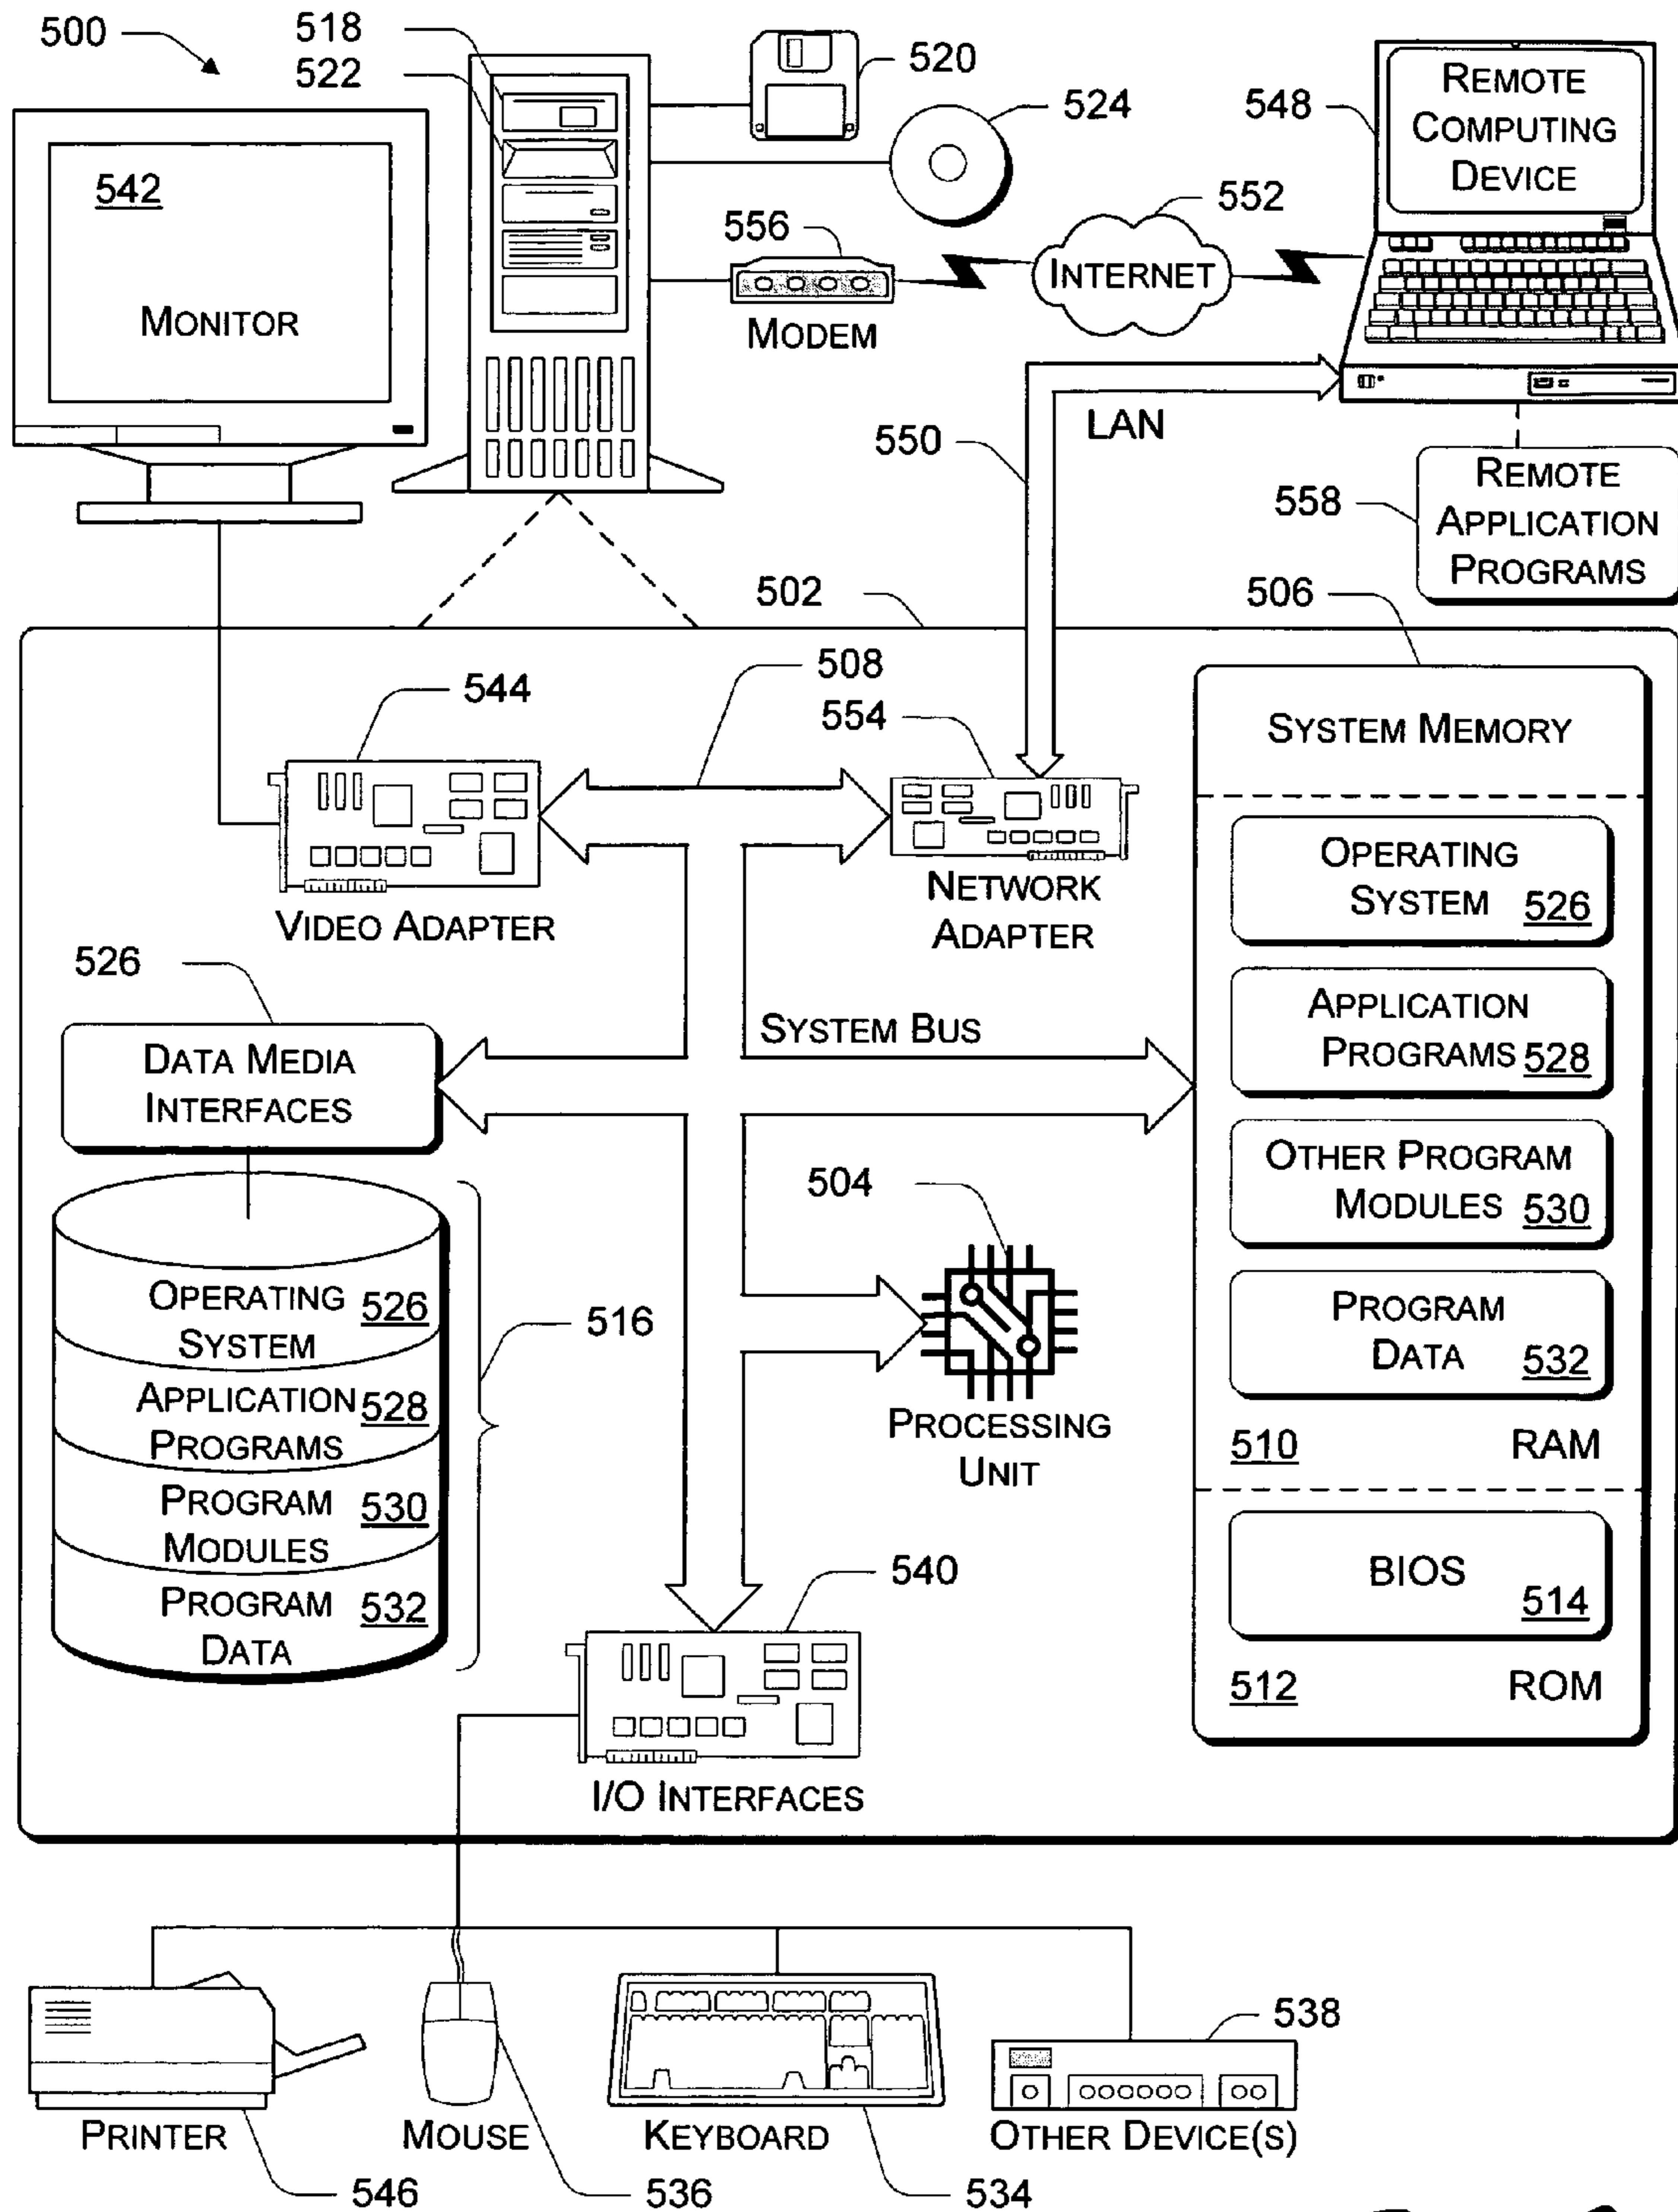 500
518
522
520
524
548
REMOTE
COMPUTING
DEVICE
542
MONITOR
556
MODEM
552
INTERNET
550
LAN
558
REMOTE
APPLICATION
PROGRAMS
502
506
508
544
554
VIDEO ADAPTER
NETWORK
ADAPTER
SYSTEM MEMORY
OPERATING
SYSTEM 526
APPLICATION
PROGRAMS 528
OTHER PROGRAM
MODULES 530
PROGRAM
DATA 532
510 RAM
BIOS
514
512 ROM
526
DATA MEDIA
INTERFACES
SYSTEM BUS
504
PROCESSING
UNIT
OPERATING 526
SYSTEM
APPLICATION 528
PROGRAMS
PROGRAM 530
MODULES
PROGRAM 532
DATA
516
540
I/O INTERFACES
538
PRINTER
MOUSE
KEYBOARD
OTHER DEVICE(S)
546
536
534